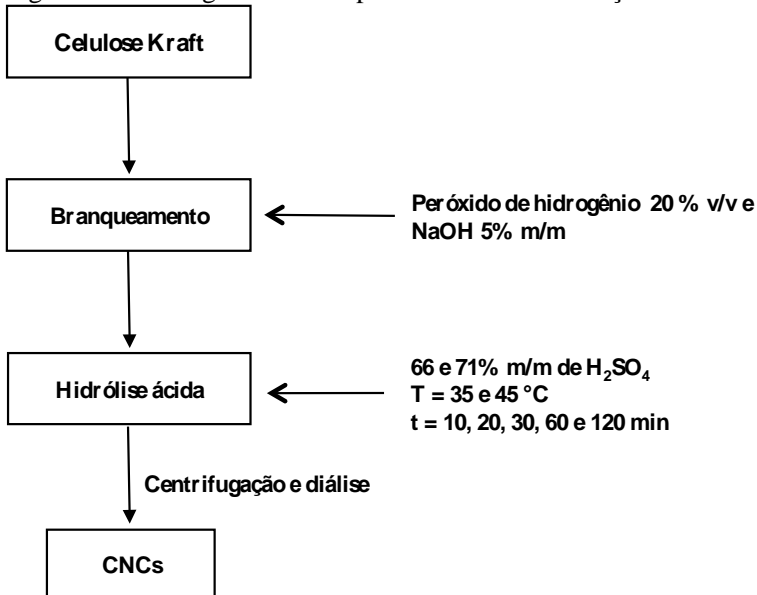 Celulose Kraft
Branqueamento
Peróxido de hidrogênio 20 % v/v e
NaOH 5% m/m
Hidrólise ácida
66 e 71% m/m de H₂SO₄
T = 35 e 45 °C
t = 10, 20, 30, 60 e 120 min
Centrifugação e diálise
CNCs